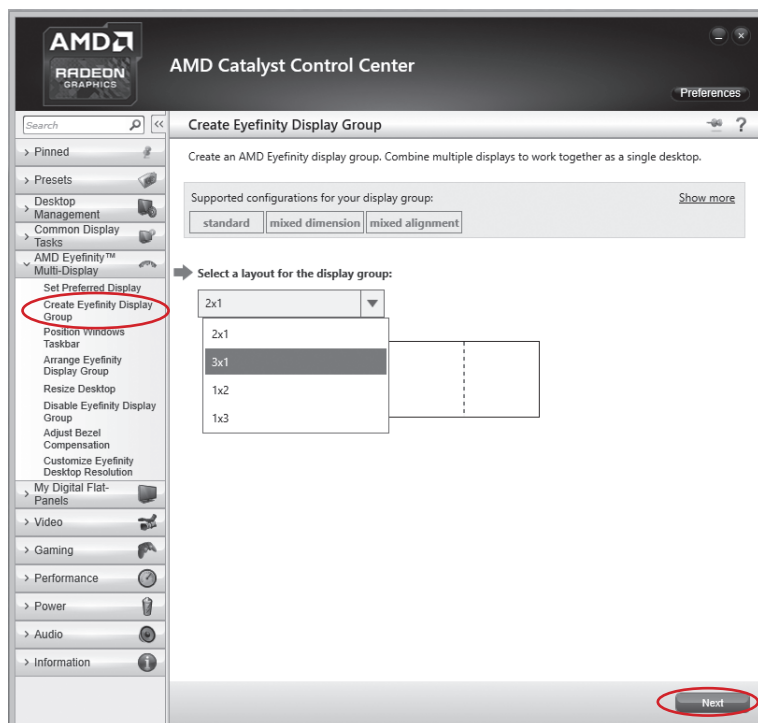 AMD
RADEON
GRAPHICS
AMD Catalyst Control Center
Preferences
Search
<<
Create Eyefinity Display Group
?
> Pinned
> Presets
> Desktop
Management
> Common Display
Tasks
AMD Eyefinity™
Multi-Display
Set Preferred Display
Create Eyefinity Display
Group
Position Windows
Taskbar
Arrange Eyefinity
Display Group
Resize Desktop
Disable Eyefinity Display
Group
Adjust Bezel
Compensation
Customize Eyefinity
Desktop Resolution
> My Digital Flat-
Panels
> Video
> Gaming
> Performance
> Power
> Audio
> Information
Create an AMD Eyefinity display group. Combine multiple displays to work together as a single desktop.
Supported configurations for your display group:
Show more
standard mixed dimension mixed alignment
Select a layout for the display group:
2x1
2x1
3x1
1x2
1x3
Next